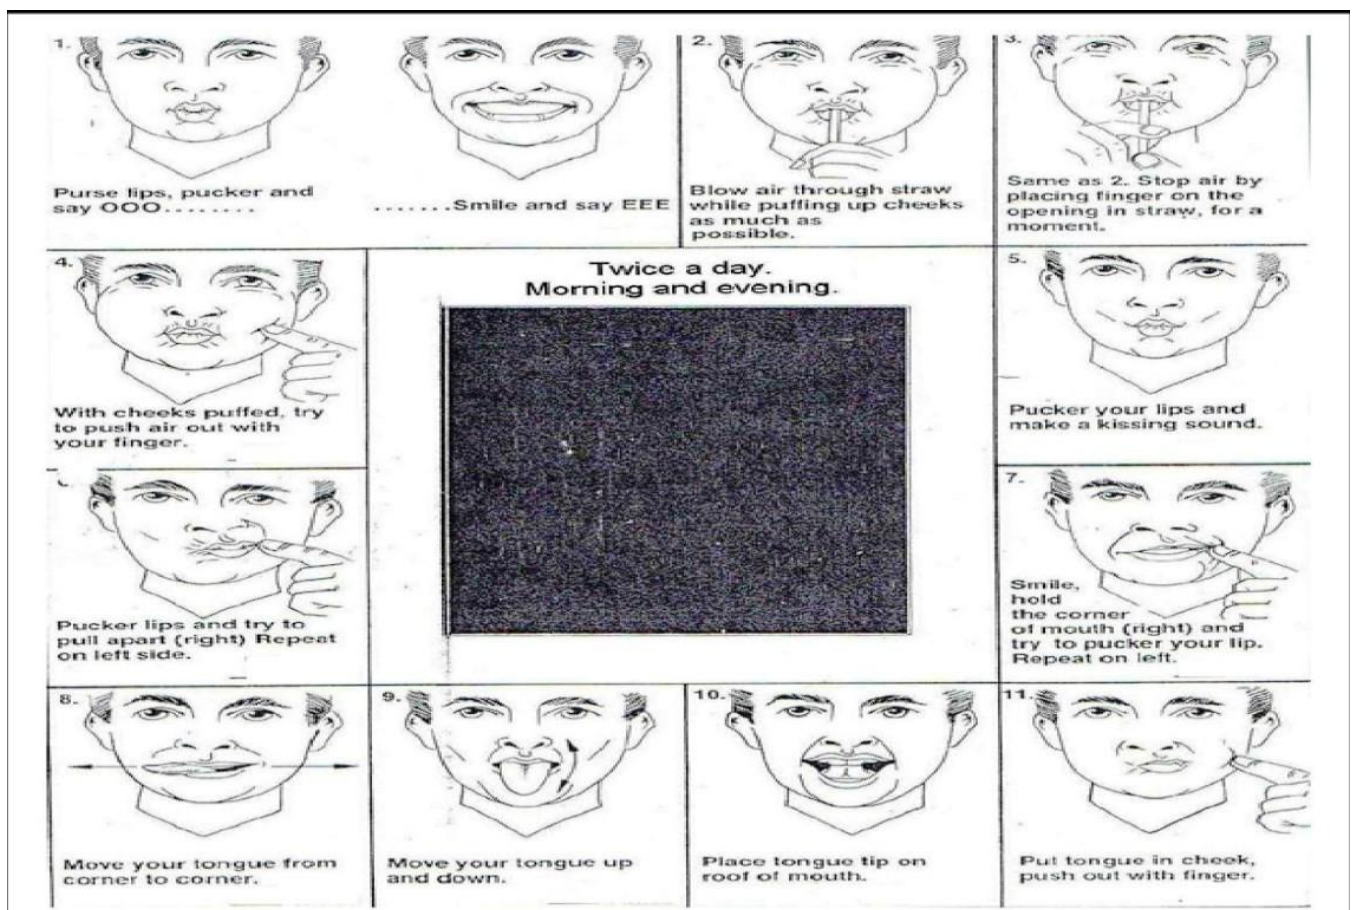 1.
Purse lips, pucker and
say OOO........
.......Smile and say EEE
2.
Blow air through straw
while puffing up cheeks
as much as
possible.
3.
Same as 2. Stop air by
placing finger on the
opening in straw, for a
moment.
4.
With cheeks puffed, try
to push air out with
your finger.
Twice a day.
Morning and evening.
5.
Pucker your lips and
make a kissing sound.
Pucker lips and try to
pull apart (right) Repeat
on left side.
7.
Smile,
hold
the corner
of mouth (right) and
try to pucker your lip.
Repeat on left.
8.
Move your tongue from
corner to corner.
9.
Move your tongue up
and down.
10.
Place tongue tip on
roof of mouth.
11.
Put tongue in cheek,
push out with finger.